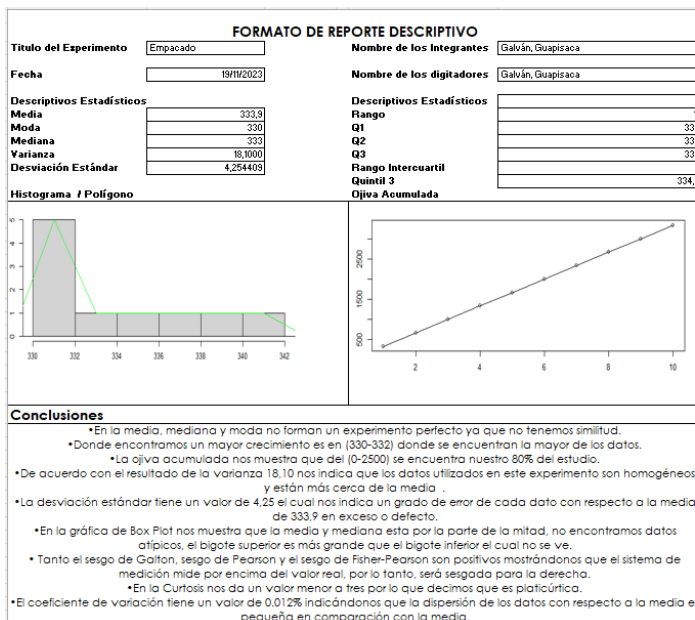 FORMATO DE REPORTE DESCRIPTIVO
Titulo del Experimento Empacado Nombre de los Integrantes Galván, Guapisaca
Fecha 19/11/2023 Nombre de los digitadores Galván, Guapisaca
Descriptivos Estadísticos Descriptivos Estadísticos
Media 333,9 Rango
Moda 330 Q1 33
Mediana 333 Q2 33
Varianza 18,1000 Q3 33
Desviación Estándar 4,254409 Rango Intercuartil
Quintil 3 334,
Histograma / Polígono Ojiva Acumulada
5
4
3
2
1
0
330 332 334 336 338 340 342
2500
1500
500
2 4 6 8 10
Conclusiones
•En la media, mediana y moda no forman un experimento perfecto ya que no tenemos similitud.
•Donde encontramos un mayor crecimiento es en (330-332) donde se encuentran la mayor de los datos.
•La ojiva acumulada nos muestra que del (0-2500) se encuentra nuestro 80% del estudio.
•De acuerdo con el resultado de la varianza 18,10 nos indica que los datos utilizados en este experimento son homogéneos
y están más cerca de la media .
•La desviación estándar tiene un valor de 4,25 el cual nos indica un grado de error de cada dato con respecto a la media
de 333,9 en exceso o defecto.
•En la gráfica de Box Plot nos muestra que la media y mediana esta por la parte de la mitad, no encontramos datos
atípicos, el bigote superior es más grande que el bigote inferior el cual no se ve.
• Tanto el sesgo de Galton, sesgo de Pearson y el sesgo de Fisher-Pearson son positivos mostrándonos que el sistema de
medición mide por encima del valor real, por lo tanto, será sesgada para la derecha.
•En la Curtosis nos da un valor menor a tres por lo que decimos que es platicúrtica.
•El coeficiente de variación tiene un valor de 0.012% indicándonos que la dispersión de los datos con respecto a la media e
pequeña en comparación con la media.